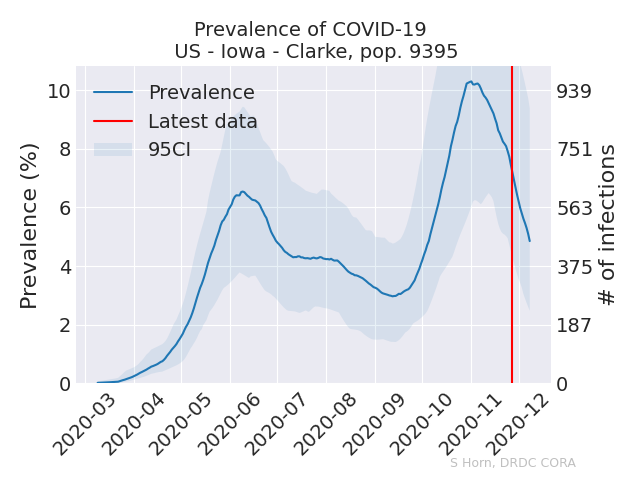 Prevalence of COVID-19
US - Iowa - Clarke, pop. 9395
Prevalence
Latest data
95CI
Prevalence (%)
10
8
6
4
2
0
939
751
563
375
187
0
# of infections
2020-03
2020-04
2020-05
2020-06
2020-07
2020-08
2020-09
2020-10
2020-11
2020-12
S Horn, DRDC CORA